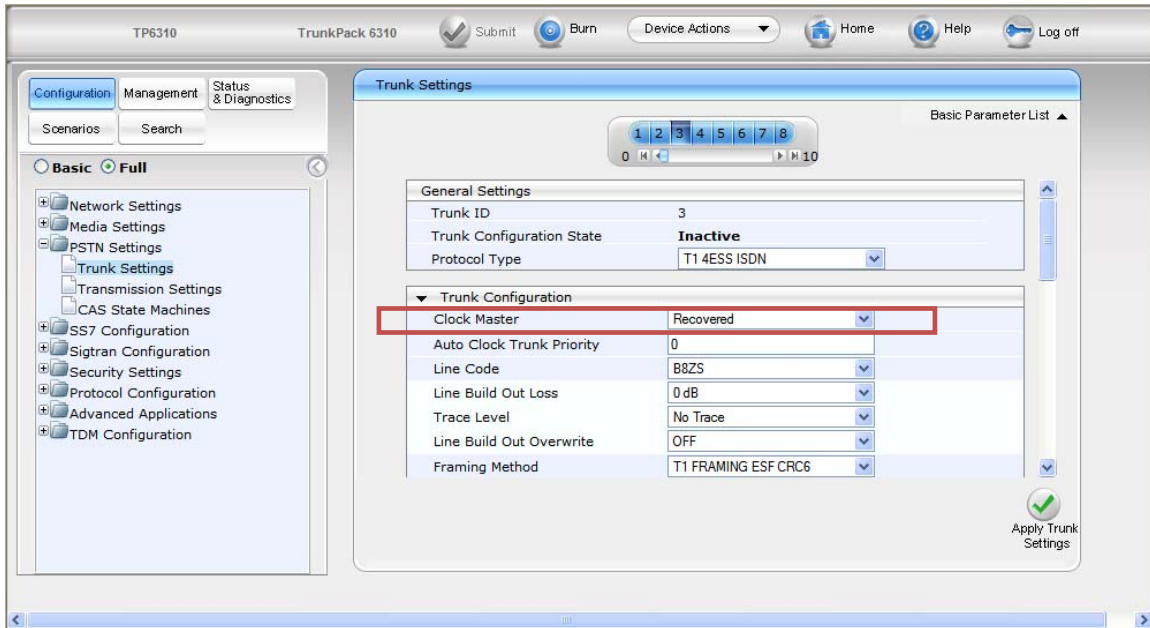 TP6310 TrunkPack 6310 Submit Burn Device Actions Home Help Log off
Configuration Management Status & Diagnostics
Scenarios Search
Basic Full
Network Settings
Media Settings
PSTN Settings
Trunk Settings
Transmission Settings
CAS State Machines
SS7 Configuration
Sigtran Configuration
Security Settings
Protocol Configuration
Advanced Applications
TDM Configuration
Trunk Settings
Basic Parameter List
1 2 3 4 5 6 7 8
0 10
General Settings
Trunk ID 3
Trunk Configuration State Inactive
Protocol Type T1 4ESS ISDN
Trunk Configuration
Clock Master Recovered
Auto Clock Trunk Priority 0
Line Code B8ZS
Line Build Out Loss 0 dB
Trace Level No Trace
Line Build Out Overwrite OFF
Framing Method T1 FRAMING ESF CRC6
Apply Trunk
Settings